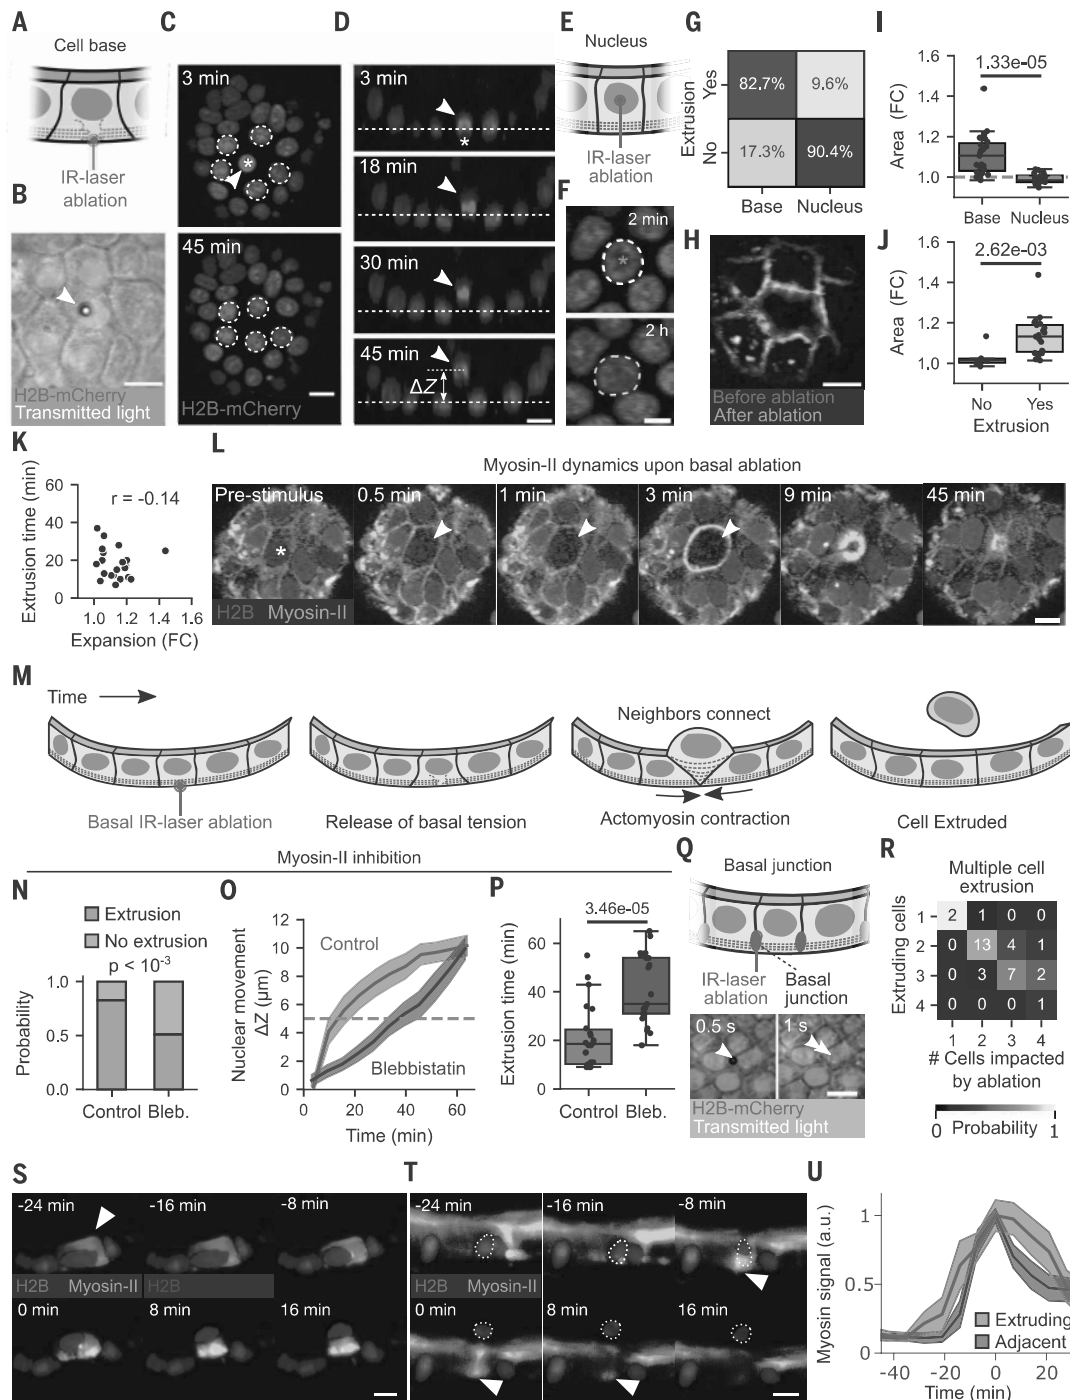 A
Cell base
IR-laser
ablation
B
H2B-mCherry
Transmitted light
C
3 min
*
45 min
H2B-mCherry
D
3 min
*
18 min
30 min
45 min
ΔZ
E
Nucleus
IR-laser
ablation
F
2 min
*
2 h
G
Extrusion
Yes
No
82.7%
9.6%
17.3%
90.4%
Base
Nucleus
H
Before ablation
After ablation
I
1.33e-05
Area (FC)
1.6
1.4
1.2
1.0
Base
Nucleus
J
2.62e-03
Area (FC)
1.6
1.4
1.2
1.0
No
Yes
Extrusion
K
r = -0.14
Extrusion time (min)
60
40
20
0
1.0
1.2
1.4
1.6
Expansion (FC)
L
Myosin-II dynamics upon basal ablation
Pre-stimulus
*
H2B Myosin-II
0.5 min
1 min
3 min
9 min
45 min
M
Time
Basal IR-laser ablation
Release of basal tension
Neighbors connect
Actomyosin contraction
Cell Extruded
Myosin-II inhibition
N
Extrusion
No extrusion
p < 10-3
Probability
1.0
0.5
0.0
Control
Bleb.
O
Nuclear movement
ΔZ (μm)
12
10
8
6
4
2
0
Control
Blebbistatin
0
20
40
60
Time (min)
P
3.46e-05
Extrusion time (min)
60
40
20
0
Control
Bleb.
Q
Basal junction
IR-laser
ablation
Basal
junction
0.5 s
1 s
H2B-mCherry
Transmitted light
R
Multiple cell
extrusion
Extruding cells
1 2 1 0 0
2 0 13 4 1
3 0 3 7 2
4 0 0 0 1
1 2 3 4
# Cells impacted
by ablation
0 Probability 1
S
-24 min
-16 min
-8 min
H2B Myosin-II
H2B
0 min
8 min
16 min
T
-24 min
-16 min
-8 min
H2B Myosin-II
0 min
8 min
16 min
U
Myosin signal (a.u.)
1
0.5
0
Extruding
Adjacent
-40
-20
0
20
Time (min)